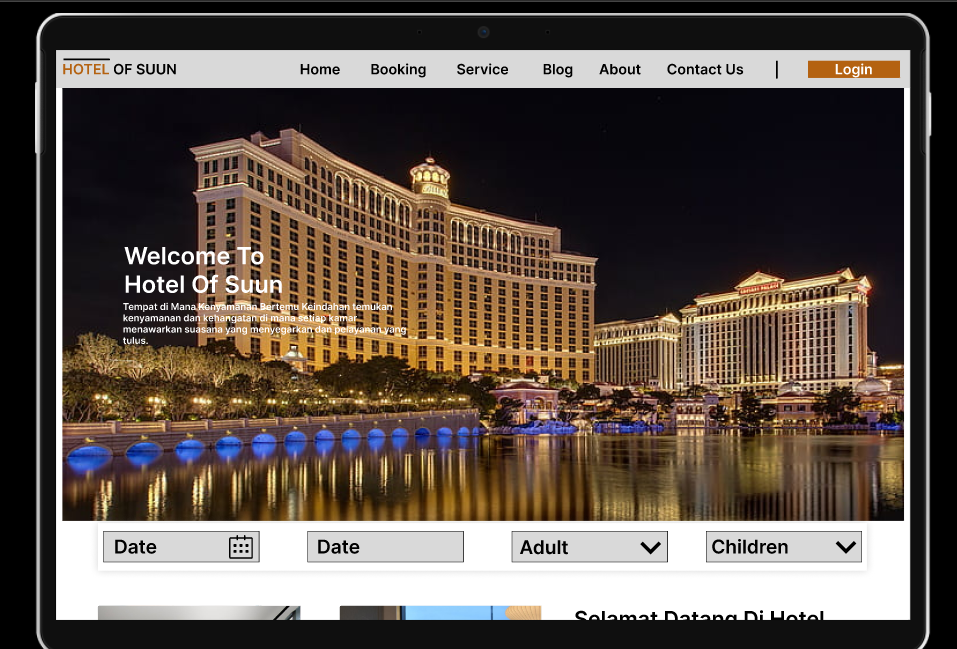 HOTEL OF SUUN
Home Booking Service Blog About Contact Us | Login
Welcome To
Hotel Of Suun
Tempat di Mana Kenyamanan Bertemu Keindahan temukan
kenyamanan dan kehangatan di mana setiap kamar
menawarkan suasana yang menyegarkan dan pelayanan yang
tulus.
CAESARS PALACE
Date
Date
Adult
Children
Selamat Datang Di Hotel